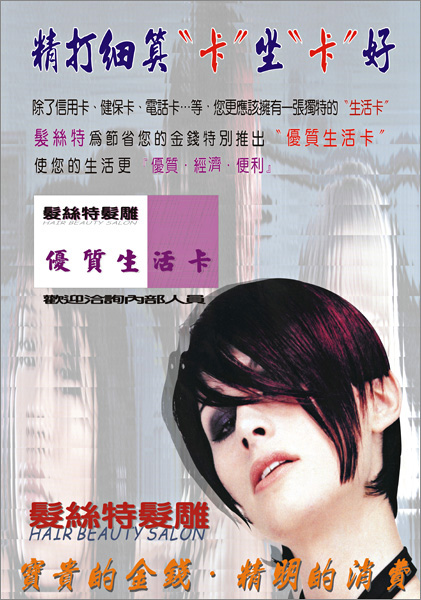 精打細算〝卡〞坐〝卡〞好
除了信用卡、健保卡、電話卡⋯等，您更應該擁有一張獨特的〝生活卡〞
髮絲特為節省您的金錢特別推出〝優質生活卡〞
使您的生活更〝優質‧經濟‧便利』
髮絲特髮雕
HAIR BEAUTY SALON
優質生活卡
歡迎洽詢內部人員
髮絲特髮雕
HAIR BEAUTY SALON
寶貴的金錢‧精明的消費